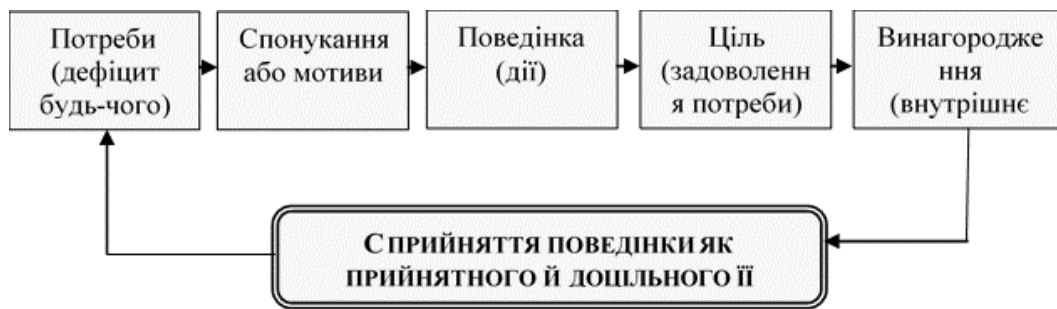 Потреби
(дефіцит
будь-чого)
Спонукання
або мотиви
Поведінка
(дії)
Ціль
(задоволенн
я потреби)
Винагородже
ння
(внутрішнє
СПРИЙНЯТТЯ ПОВЕДІНКИ ЯК
ПРИЙНЯТНОГО Й ДОЦІЛЬНОГО ЇЇ